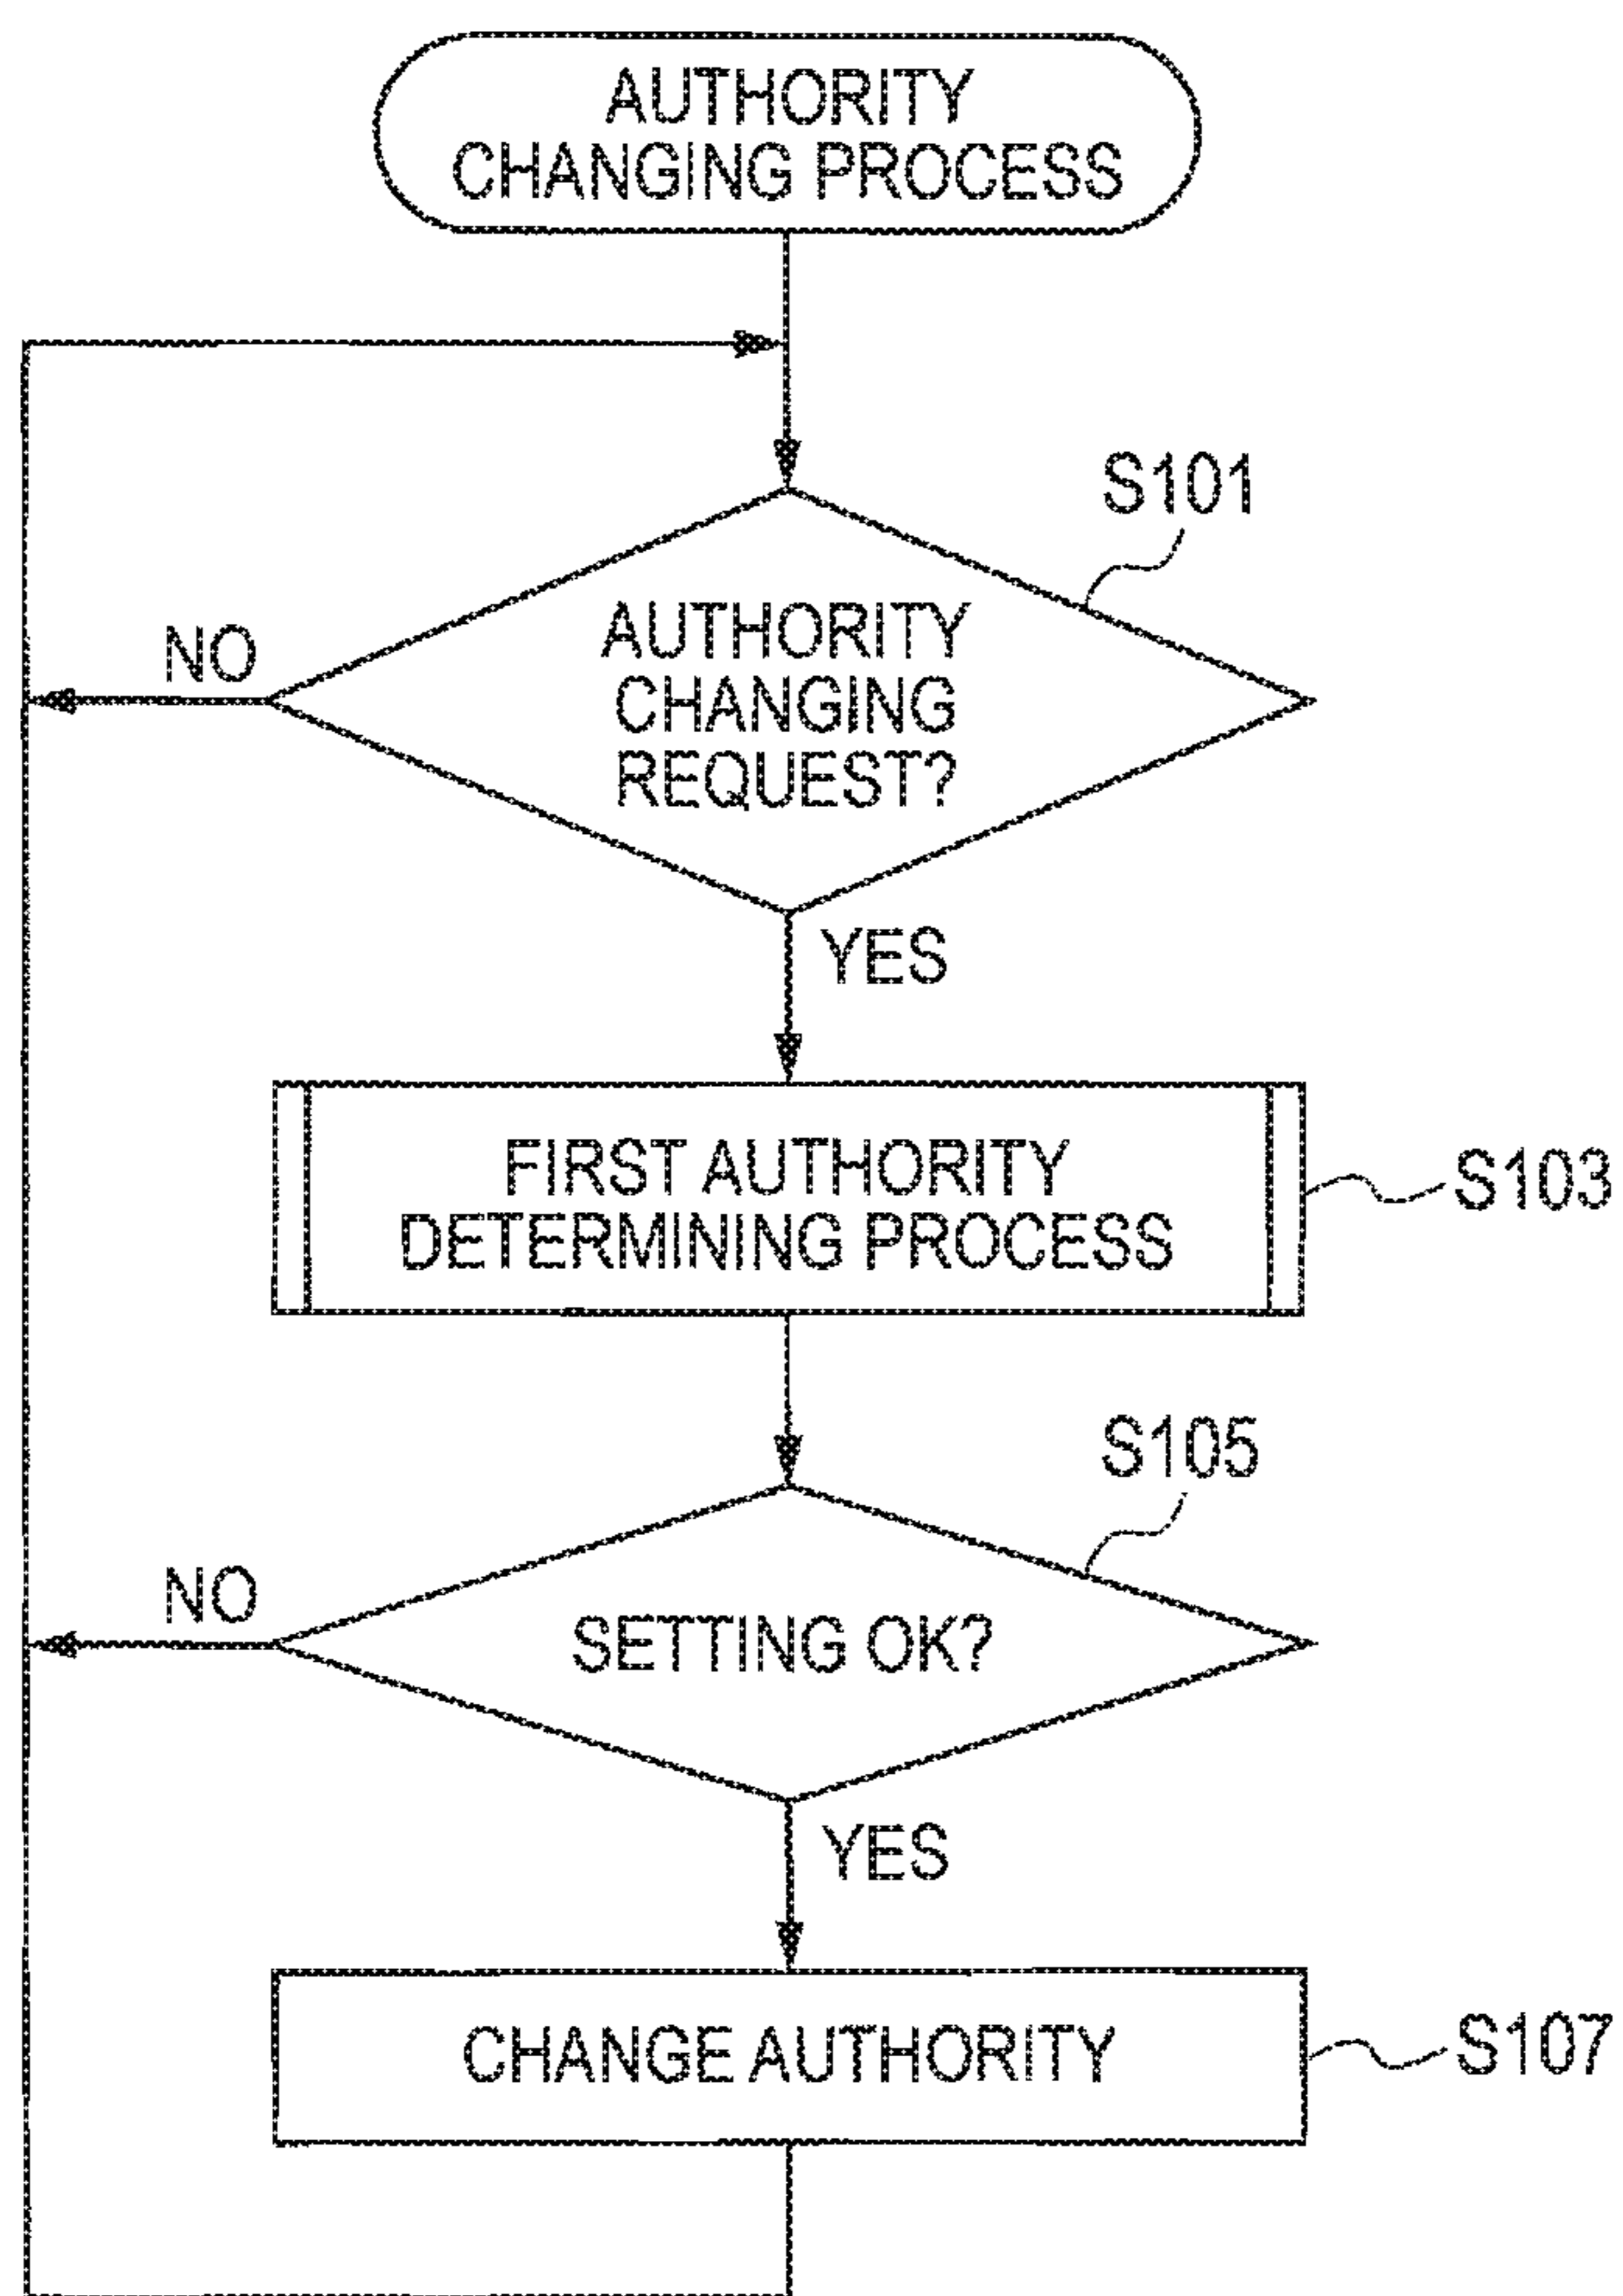 AUTHORITY
CHANGING PROCESS
S101
AUTHORITY
CHANGING
REQUEST?
NO
YES
FIRST AUTHORITY
DETERMINING PROCESS
S103
S105
SETTING OK?
NO
YES
CHANGE AUTHORITY
S107